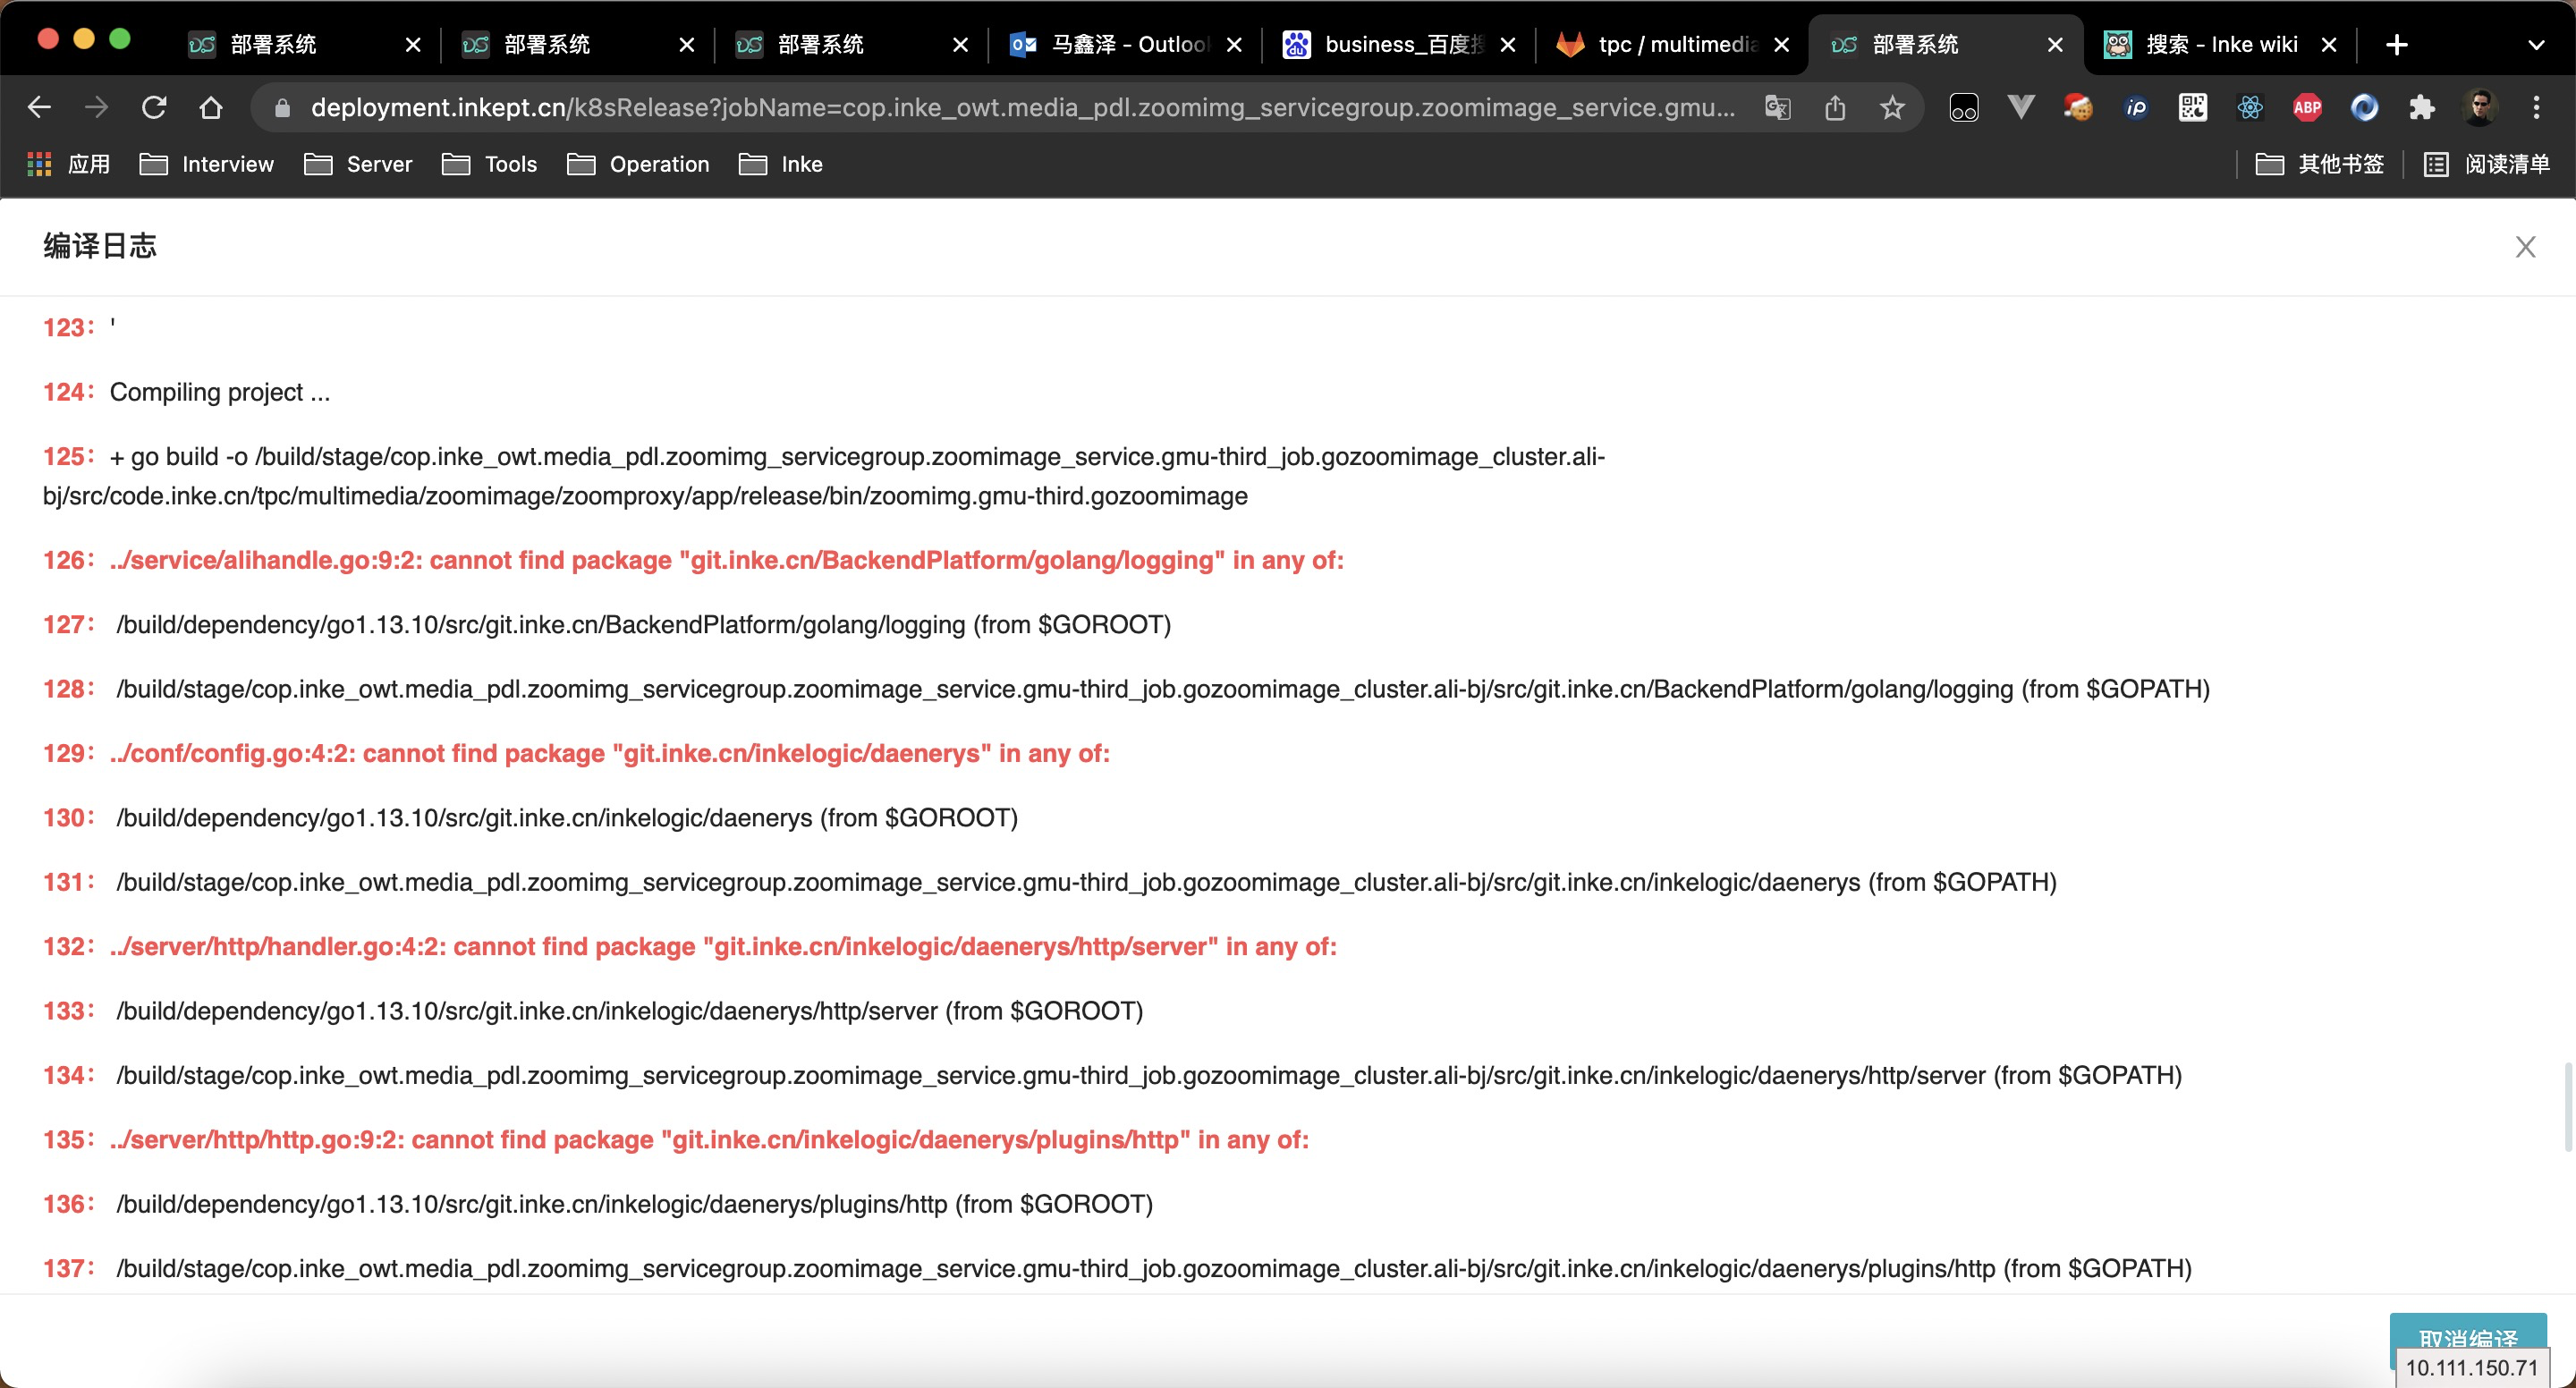 部署系统
部署系统
部署系统
马鑫泽 - Outloo
business_百度搜
tpc / multimedia
部署系统
搜索 - Inke wiki
deployment.inkept.cn/k8sRelease?jobName=cop.inke_owt.media_pdl.zoomimg_servicegroup.zoomimage_service.gmu...
ip
ABP
应用
Interview
Server
Tools
Operation
Inke
其他书签
阅读清单
编译日志
123： '
124： Compiling project ...
125： + go build -o /build/stage/cop.inke_owt.media_pdl.zoomimg_servicegroup.zoomimage_service.gmu-third_job.gozoomimage_cluster.ali-
bj/src/code.inke.cn/tpc/multimedia/zoomimage/zoomproxy/app/release/bin/zoomimg.gmu-third.gozoomimage
126： ../service/alihandle.go:9:2: cannot find package "git.inke.cn/BackendPlatform/golang/logging" in any of:
127： /build/dependency/go1.13.10/src/git.inke.cn/BackendPlatform/golang/logging (from $GOROOT)
128： /build/stage/cop.inke_owt.media_pdl.zoomimg_servicegroup.zoomimage_service.gmu-third_job.gozoomimage_cluster.ali-bj/src/git.inke.cn/BackendPlatform/golang/logging (from $GOPATH)
129： ../conf/config.go:4:2: cannot find package "git.inke.cn/inkelogic/daenerys" in any of:
130： /build/dependency/go1.13.10/src/git.inke.cn/inkelogic/daenerys (from $GOROOT)
131： /build/stage/cop.inke_owt.media_pdl.zoomimg_servicegroup.zoomimage_service.gmu-third_job.gozoomimage_cluster.ali-bj/src/git.inke.cn/inkelogic/daenerys (from $GOPATH)
132： ../server/http/handler.go:4:2: cannot find package "git.inke.cn/inkelogic/daenerys/http/server" in any of:
133： /build/dependency/go1.13.10/src/git.inke.cn/inkelogic/daenerys/http/server (from $GOROOT)
134： /build/stage/cop.inke_owt.media_pdl.zoomimg_servicegroup.zoomimage_service.gmu-third_job.gozoomimage_cluster.ali-bj/src/git.inke.cn/inkelogic/daenerys/http/server (from $GOPATH)
135： ../server/http/http.go:9:2: cannot find package "git.inke.cn/inkelogic/daenerys/plugins/http" in any of:
136： /build/dependency/go1.13.10/src/git.inke.cn/inkelogic/daenerys/plugins/http (from $GOROOT)
137： /build/stage/cop.inke_owt.media_pdl.zoomimg_servicegroup.zoomimage_service.gmu-third_job.gozoomimage_cluster.ali-bj/src/git.inke.cn/inkelogic/daenerys/plugins/http (from $GOPATH)
取消编译
10.111.150.71